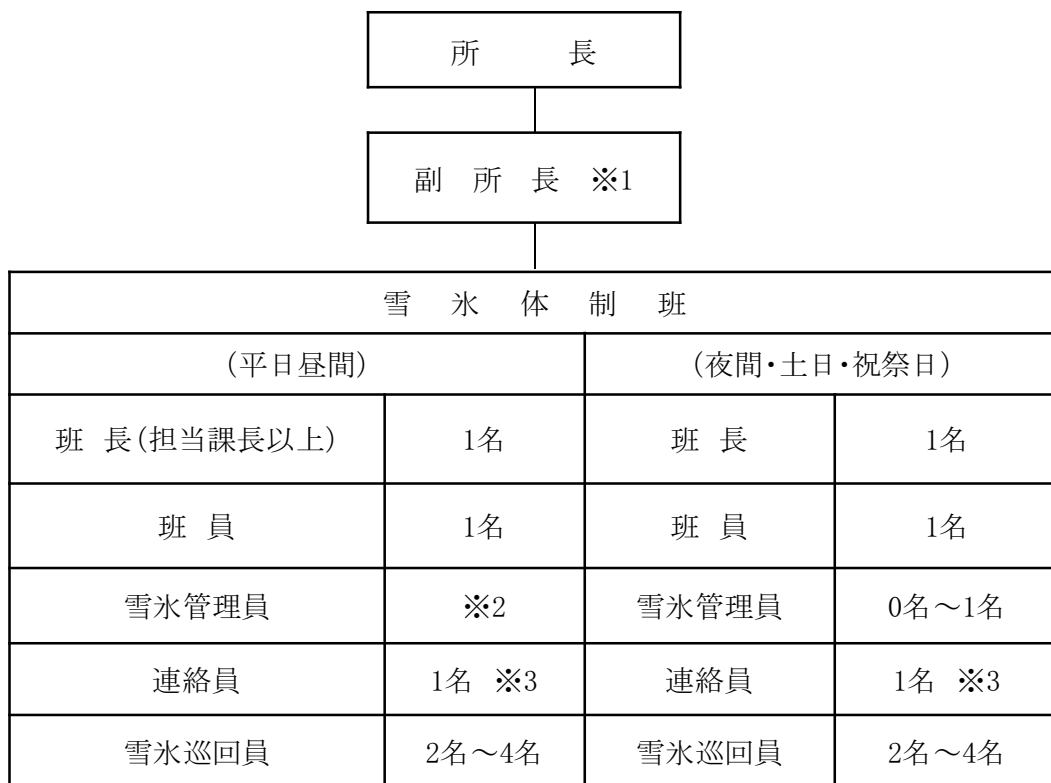 所　　　長
副　所　長　※1
雪　氷　体　制　班
(平日昼間)　(夜間・土日・祝祭日)
班　長(担当課長以上)　1名　班　長　1名
班　員　1名　班　員　1名
雪氷管理員　※2　雪氷管理員　0名～1名
連絡員　1名　※3　連絡員　1名　※3
雪氷巡回員　2名～4名　雪氷巡回員　2名～4名